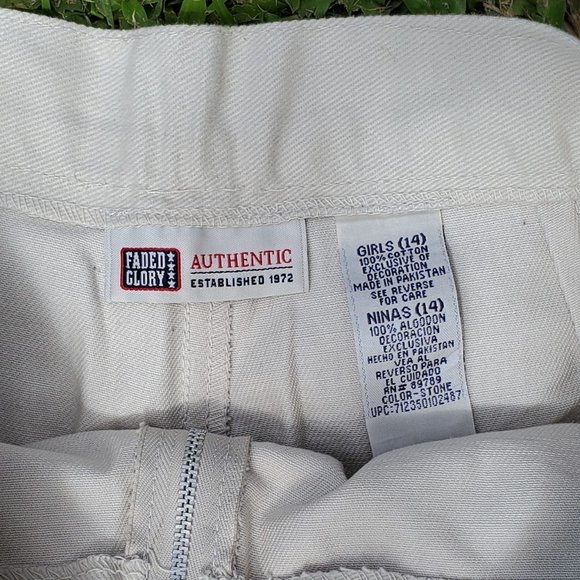 FADED
GLORY
AUTHENTIC
ESTABLISHED 1972
GIRLS (14)
100% COTTON
EXCLUSIVE OF
DECORATION
MADE IN PAKISTAN
SEE REVERSE
FOR CARE
NINAS (14)
100% ALGODON
DECORACION
EXCLUSIVA
HECHO EN PAKISTAN
VEA AL
REVERSO PARA
EL CUIDADO
RN# 89789
COLOR-STONE
UPC:712350102487